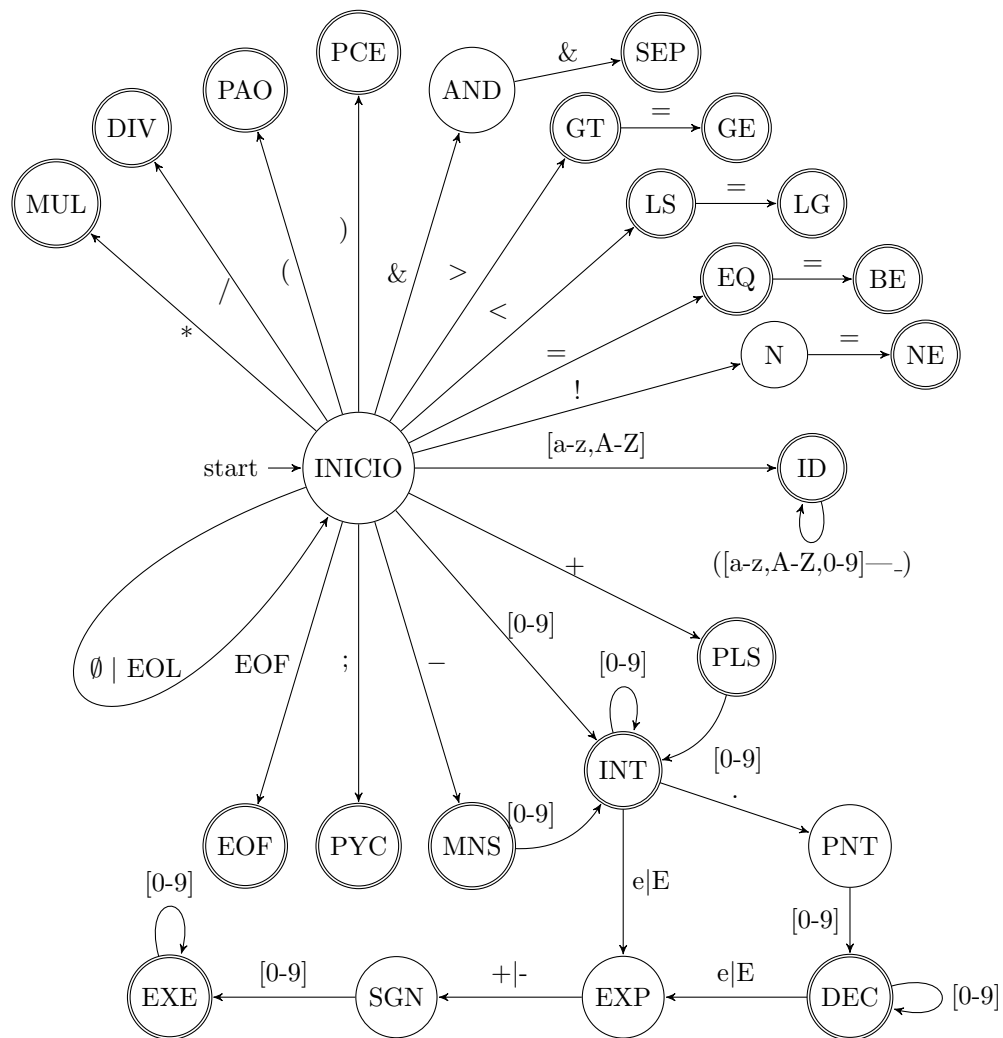 PCE
SEP
&
PAO
AND
DIV
GT
=
GE
MUL
LS
=
LG
)
(
&
>
/
<
EQ
=
BE
*
=
N
=
NE
!
start
INICIO
[a-z,A-Z]
ID
([a-z,A-Z,0-9]—_)
+
[0-9]
∅ | EOL
EOF
;
−
[0-9]
PLS
INT
[0-9]
.
[0-9]
EOF
PYC
MNS
PNT
[0-9]
e|E
[0-9]
EXE
[0-9]
SGN
+|-
EXP
e|E
DEC
[0-9]